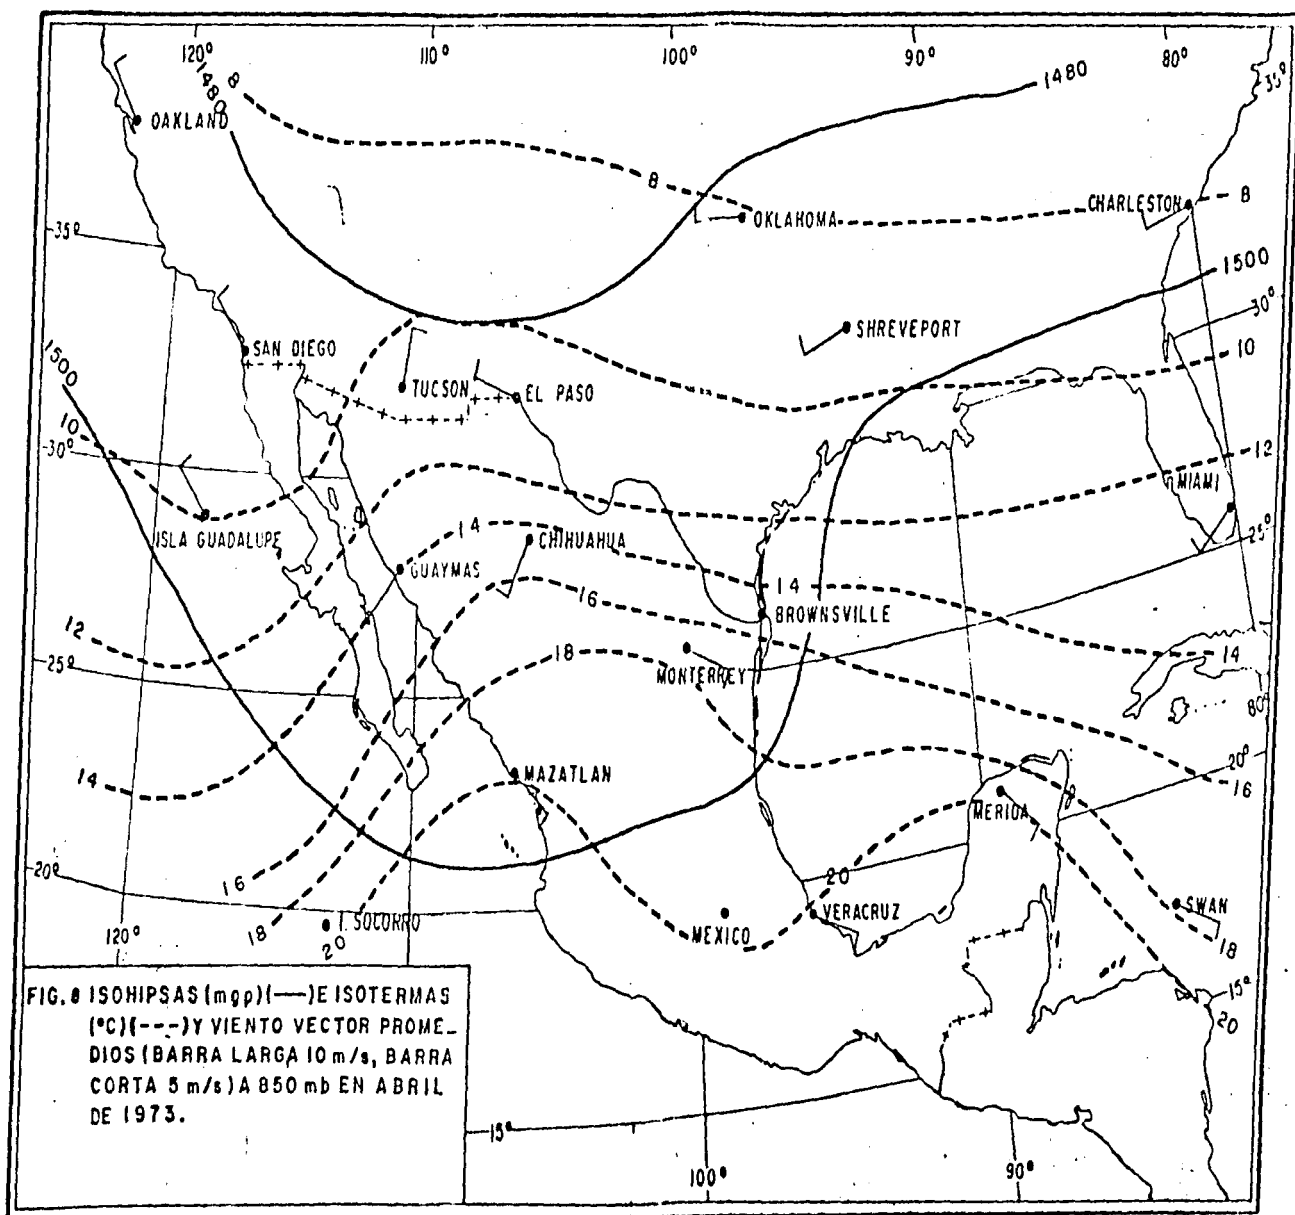 120° 110° 100° 90° 80°
1480 8 1480 35°
OAKLAND
8
OKLAHOMA CHARLESTON 8
35°
1500
SHREVEPORT 30°
SAN DIEGO
1500 TUCSON EL PASO 10
10
30° 12
MIAMI
ISLA GUADALUPE 14 CHIHUAHUA 25°
GUAYMAS
16 14
12 BROWNSVILLE
25° 18 MONTERREY 14
80°
14 MAZATLAN 20° 16
MERIDA
20° 16 20
I. SOCORRO MEXICO VERACRUZ SWAN
120° 18 20 18
FIG. 8 ISOHIPSAS (mgp)(—) E ISOTERMAS
(°C)(---) Y VIENTO VECTOR PROME-
DIOS (BARRA LARGA 10 m/s, BARRA
CORTA 5 m/s) A 850 mb EN ABRIL
DE 1973.
15°
20
15°
100° 90°